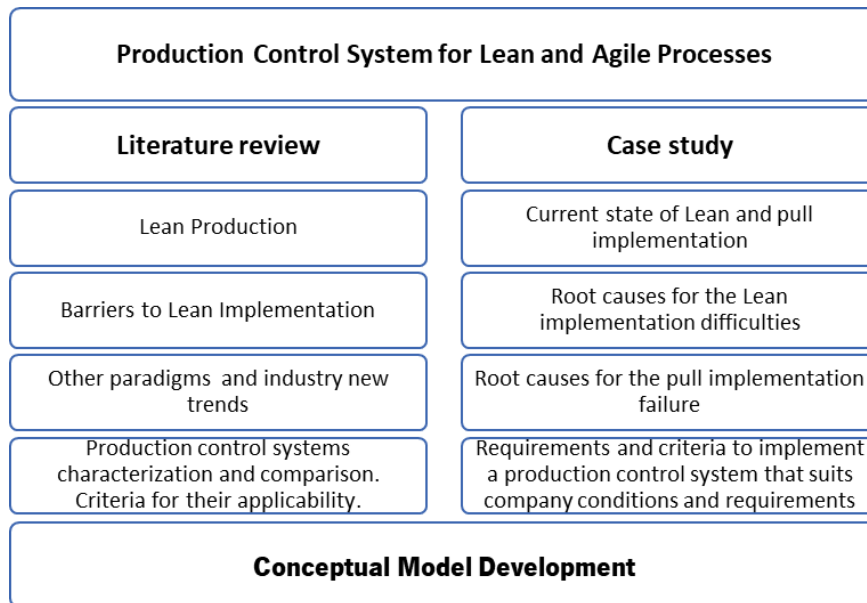 Production Control System for Lean and Agile Processes
Literature review
Case study
Lean Production
Current state of Lean and pull
implementation
Barriers to Lean Implementation
Root causes for the Lean
implementation difficulties
Other paradigms and industry new
trends
Root causes for the pull implementation
failure
Production control systems
characterization and comparison.
Criteria for their applicability.
Requirements and criteria to implement
a production control system that suits
company conditions and requirements
Conceptual Model Development